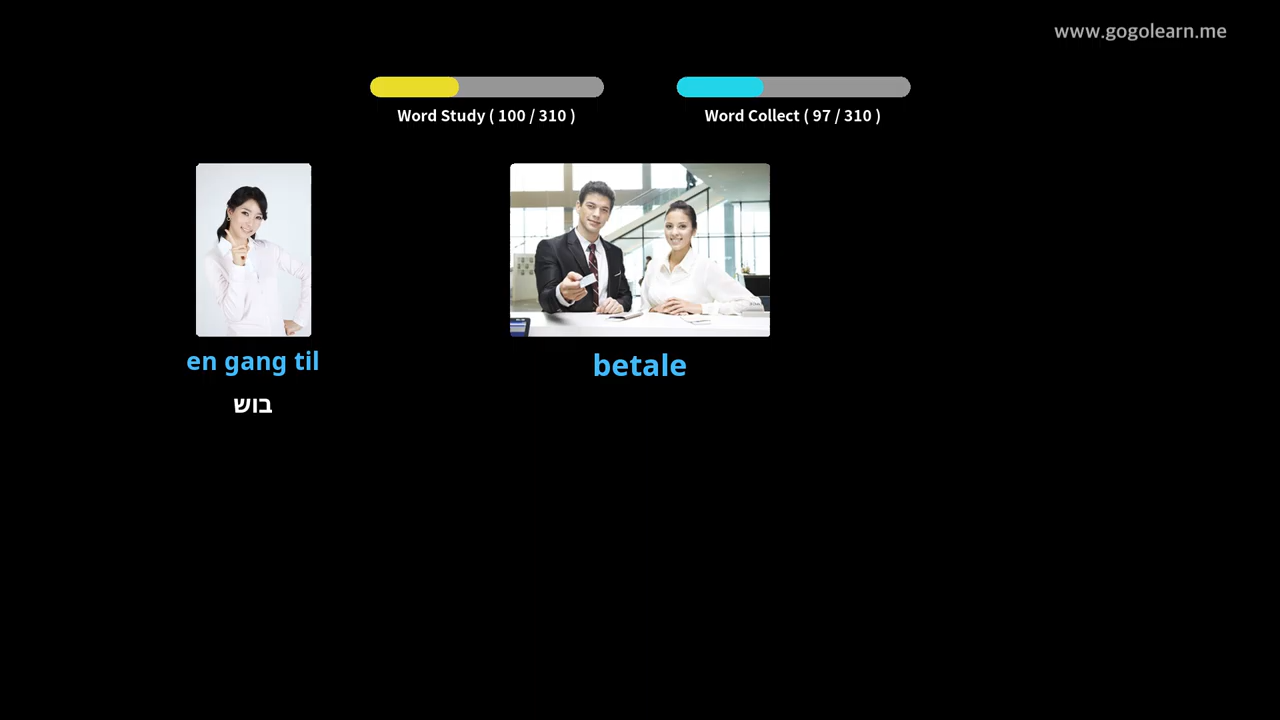 www.gogolearn.me
Word Study ( 100 / 310 )
Word Collect ( 97 / 310 )
en gang til
בוש
betale